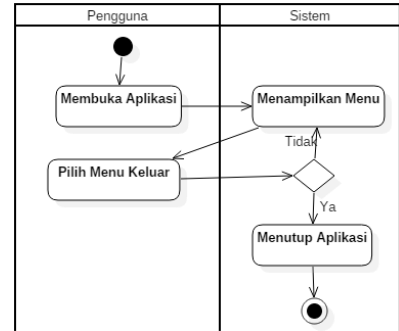 Pengguna
Sistem
Membuka Aplikasi
Menampilkan Menu
Tidak
Pilih Menu Keluar
Ya
Menutup Aplikasi